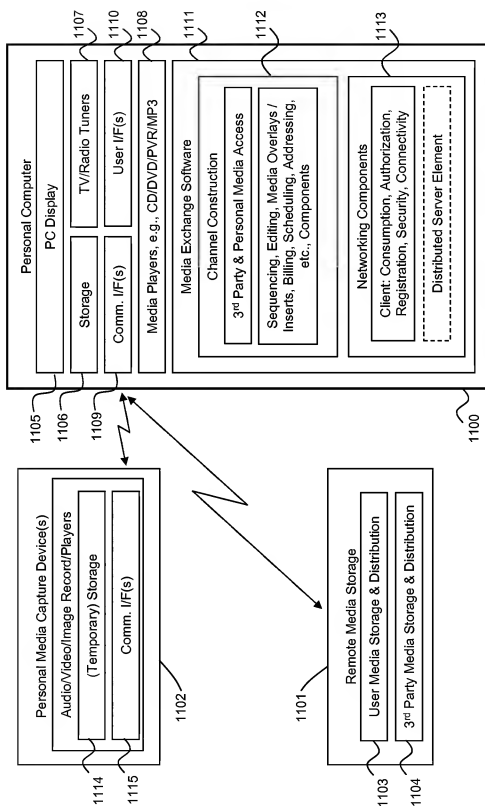 Personal Media Capture Device(s)
Audio/Video/Image Record/Players
(Temporary) Storage
Comm. I/F(s)
1114
1115
1102
Remote Media Storage
User Media Storage & Distribution
3rd Party Media Storage & Distribution
1103
1104
1101
Personal Computer
PC Display
Storage
TV/Radio Tuners
Comm. I/F(s)
User I/F(s)
Media Players, e.g., CD/DVD/PVR/MP3
Media Exchange Software
Channel Construction
3rd Party & Personal Media Access
Sequencing, Editing, Media Overlays /
Inserts, Billing, Scheduling, Addressing,
etc., Components
Networking Components
Client: Consumption, Authorization,
Registration, Security, Connectivity
Distributed Server Element
1105
1106
1109
1100
1107
1110
1108
1111
1112
1113